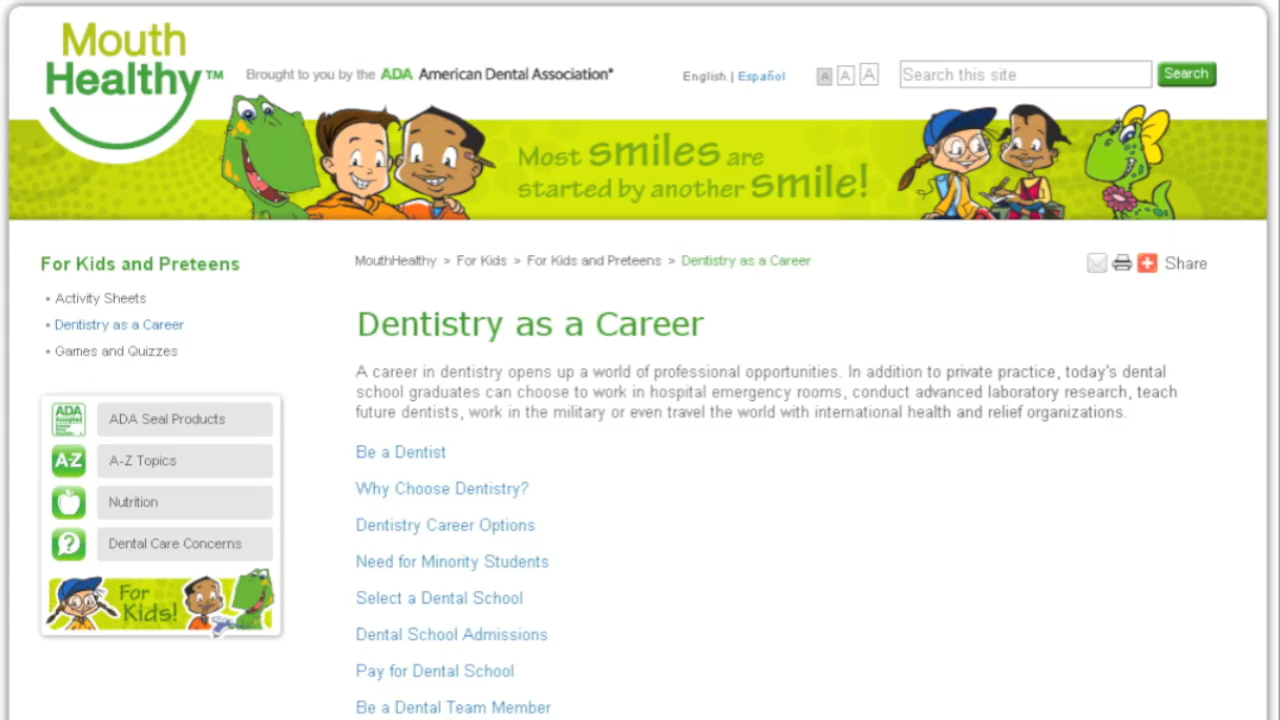 Mouth
Healthy™
Brought to you by the ADA American Dental Association®
English | Español
A A A
Search this site
Search
Most smiles are
started by another smile!
For Kids and Preteens
• Activity Sheets
• Dentistry as a Career
• Games and Quizzes
ADA
Accepted
ADA Seal Products
A-Z
A-Z Topics
Nutrition
?
Dental Care Concerns
For
Kids!
MouthHealthy > For Kids > For Kids and Preteens > Dentistry as a Career
Share
Dentistry as a Career
A career in dentistry opens up a world of professional opportunities. In addition to private practice, today's dental
school graduates can choose to work in hospital emergency rooms, conduct advanced laboratory research, teach
future dentists, work in the military or even travel the world with international health and relief organizations.
Be a Dentist
Why Choose Dentistry?
Dentistry Career Options
Need for Minority Students
Select a Dental School
Dental School Admissions
Pay for Dental School
Be a Dental Team Member